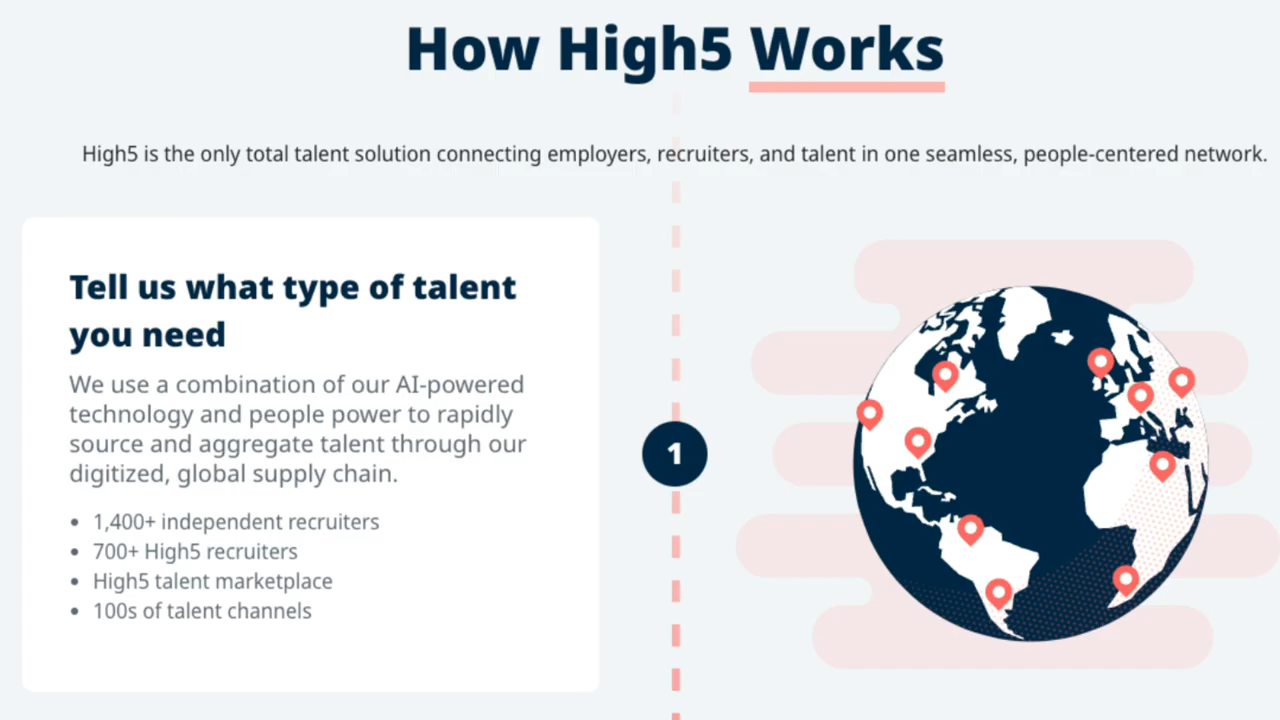 How High5 Works
High5 is the only total talent solution connecting employers, recruiters, and talent in one seamless, people-centered network.
Tell us what type of talent
you need
We use a combination of our AI-powered
technology and people power to rapidly
source and aggregate talent through our
digitized, global supply chain.
• 1,400+ independent recruiters
• 700+ High5 recruiters
• High5 talent marketplace
• 100s of talent channels
1